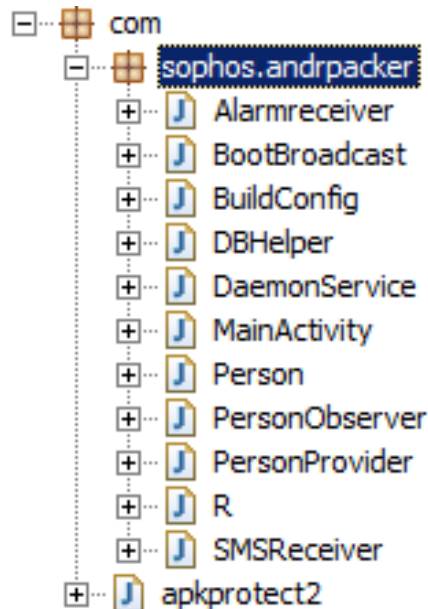 com
sophos.andrpacker
Alarmreceiver
BootBroadcast
BuildConfig
DBHelper
DaemonService
MainActivity
Person
PersonObserver
PersonProvider
R
SMSReceiver
apkprotect2